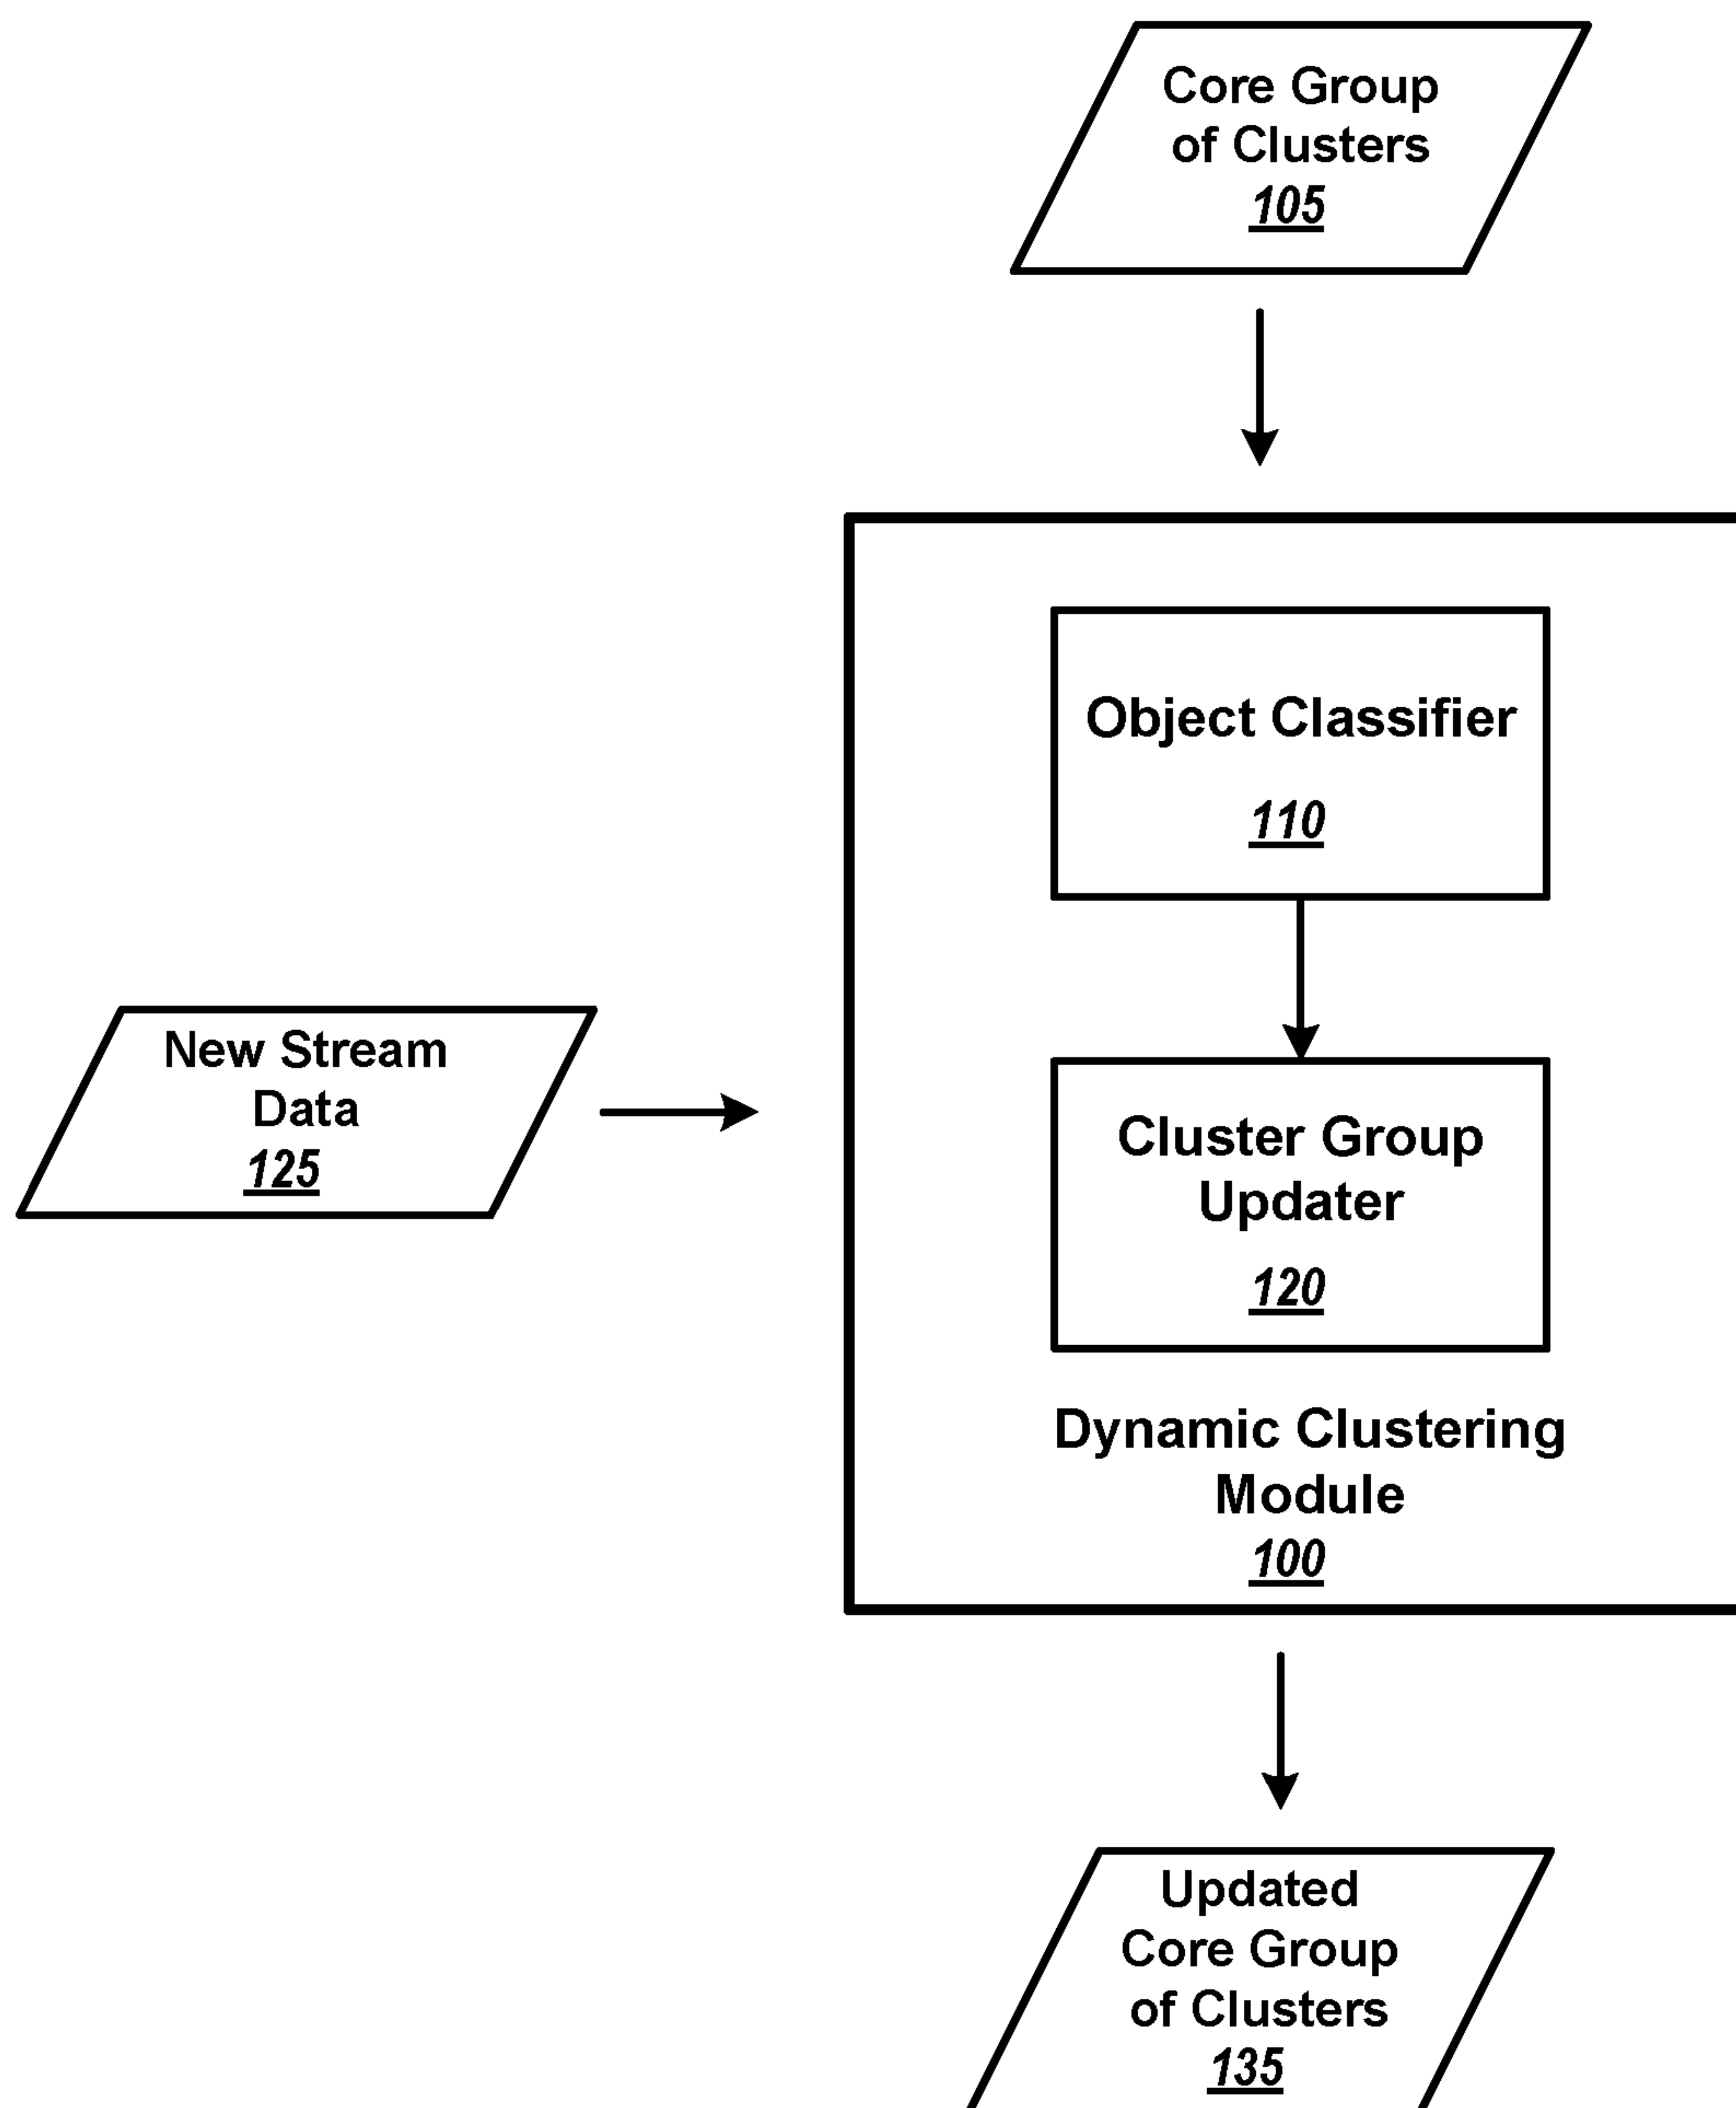 Core Group
of Clusters
105
Object Classifier
110
New Stream
Data
125
Cluster Group
Updater
120
Dynamic Clustering
Module
100
Updated
Core Group
of Clusters
135